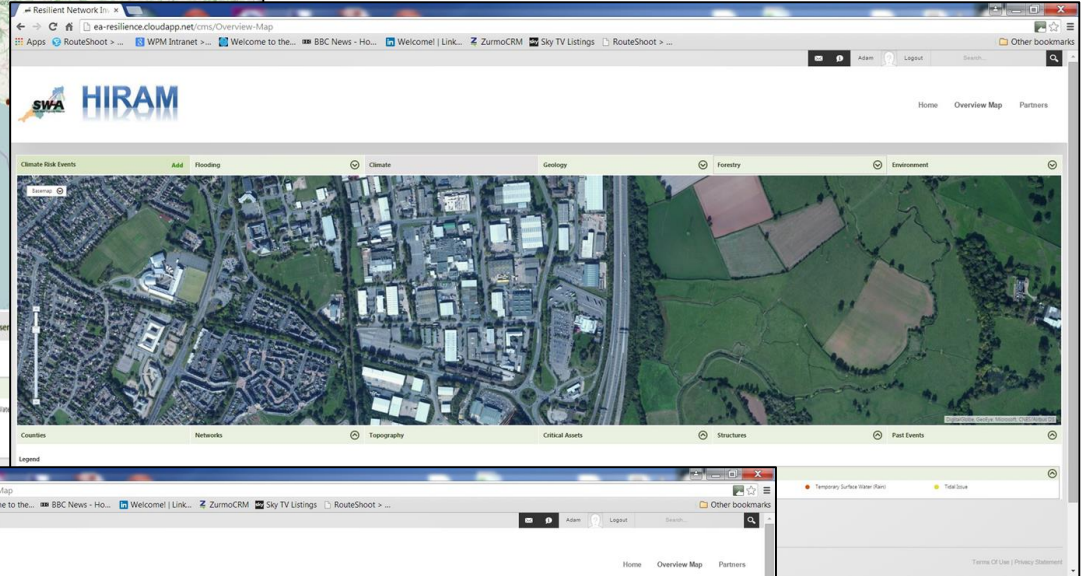 Resilient Network Inv
ea-resilience.cloudapp.net/cms/Overview-Map
Apps RouteShoot > ... WPM Intranet >... Welcome to the... BBC News - Ho... Welcome! | Link... ZurmoCRM Sky TV Listings RouteShoot > ... Other bookmarks
Adam Logout Search...
SWA HIRAM
Home Overview Map Partners
Climate Risk Events Add Flooding Climate Geology Forestry Environment
Basemap
Counties Networks Topography Critical Assets Structures Past Events
Legend
Temporary Surface Water (Rain) Tidal Issue
Terms Of Use | Privacy Statement
Map
me to the... BBC News - Ho... Welcome! | Link... ZurmoCRM Sky TV Listings RouteShoot > ... Other bookmarks
Adam Logout Search...
Home Overview Map Partners